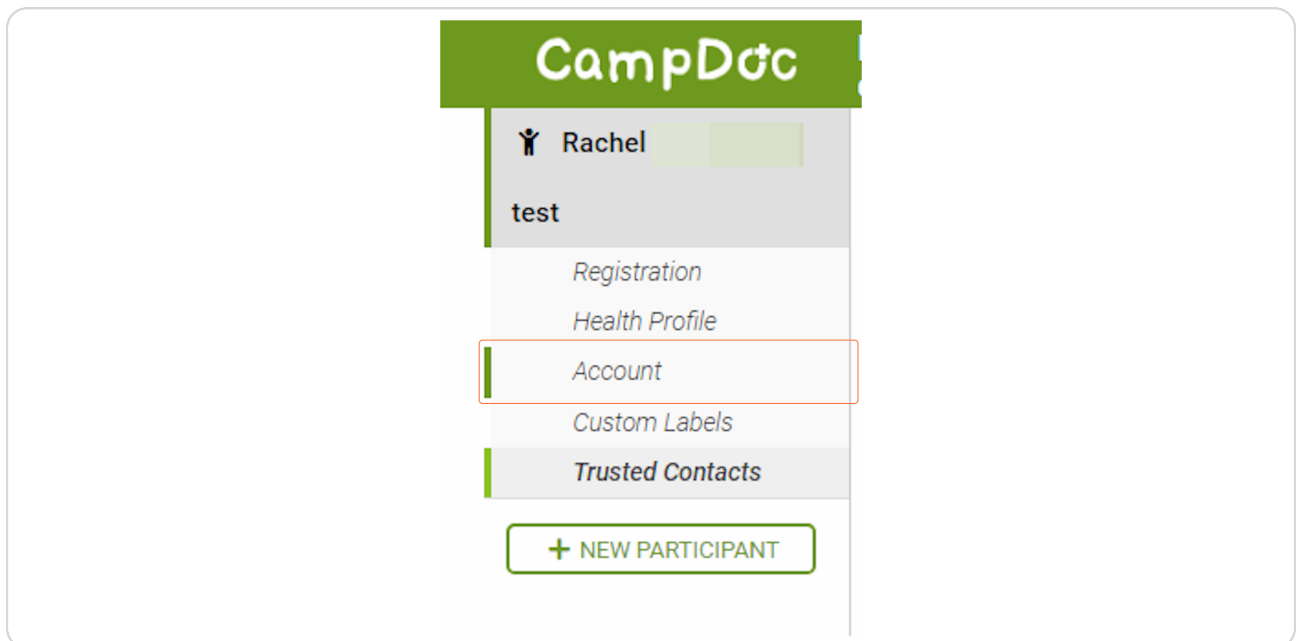 CampDoc
Rachel
test
Registration
Health Profile
Account
Custom Labels
Trusted Contacts
+ NEW PARTICIPANT